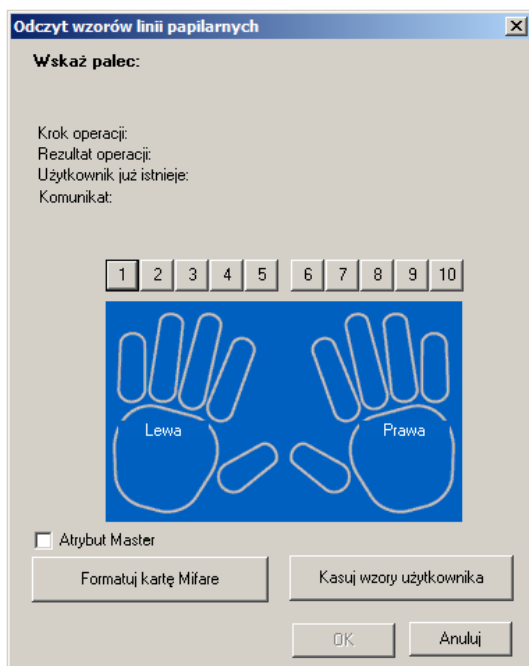 Odczyt wzorów linii papilarnych
Wskaż palec:
Krok operacji:
Rezultat operacji:
Użytkownik już istnieje:
Komunikat:
1 2 3 4 5 6 7 8 9 10
Lewa Prawa
Atrybut Master
Formatuj kartę Mifare Kasuj wzory użytkownika
OK Anuluj